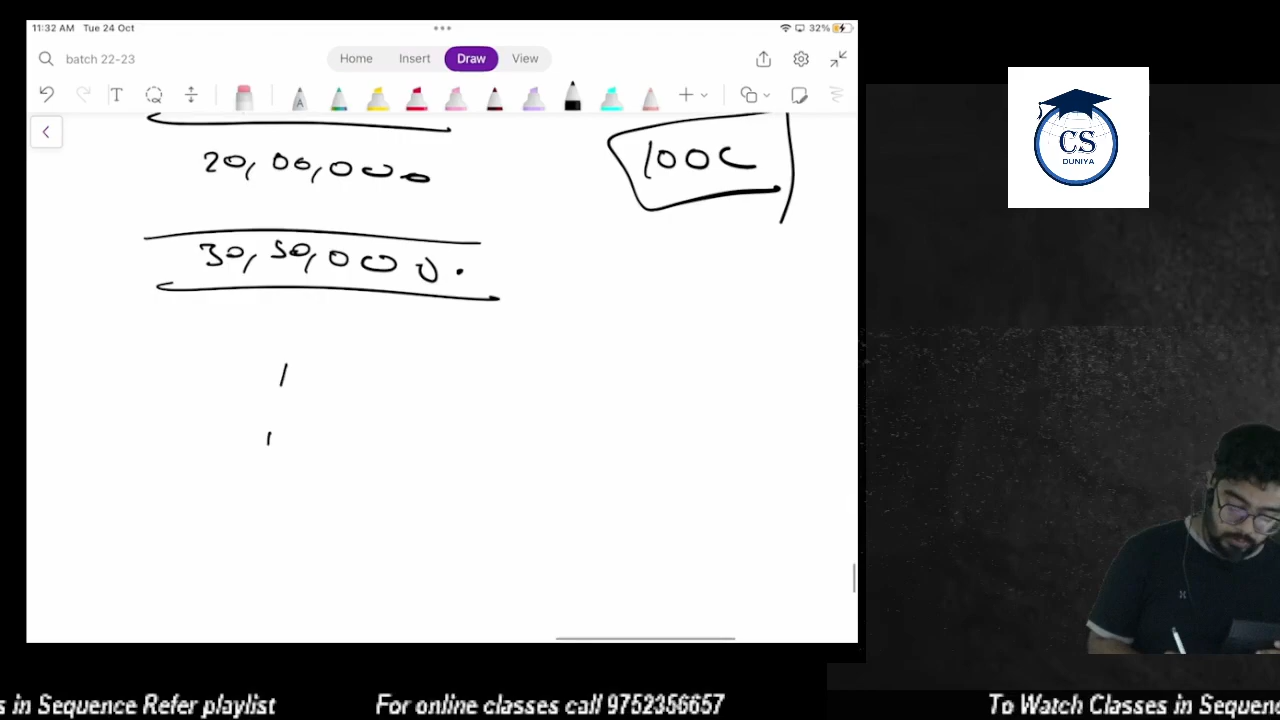 11:32 AM Tue 24 Oct
32%
batch 22-23
Home Insert Draw View
T
A
20,00,000
100C
30,50,000.
CS
DUNIYA
s in Sequence Refer playlist For online classes call 9752356657 To Watch Classes in Sequenc